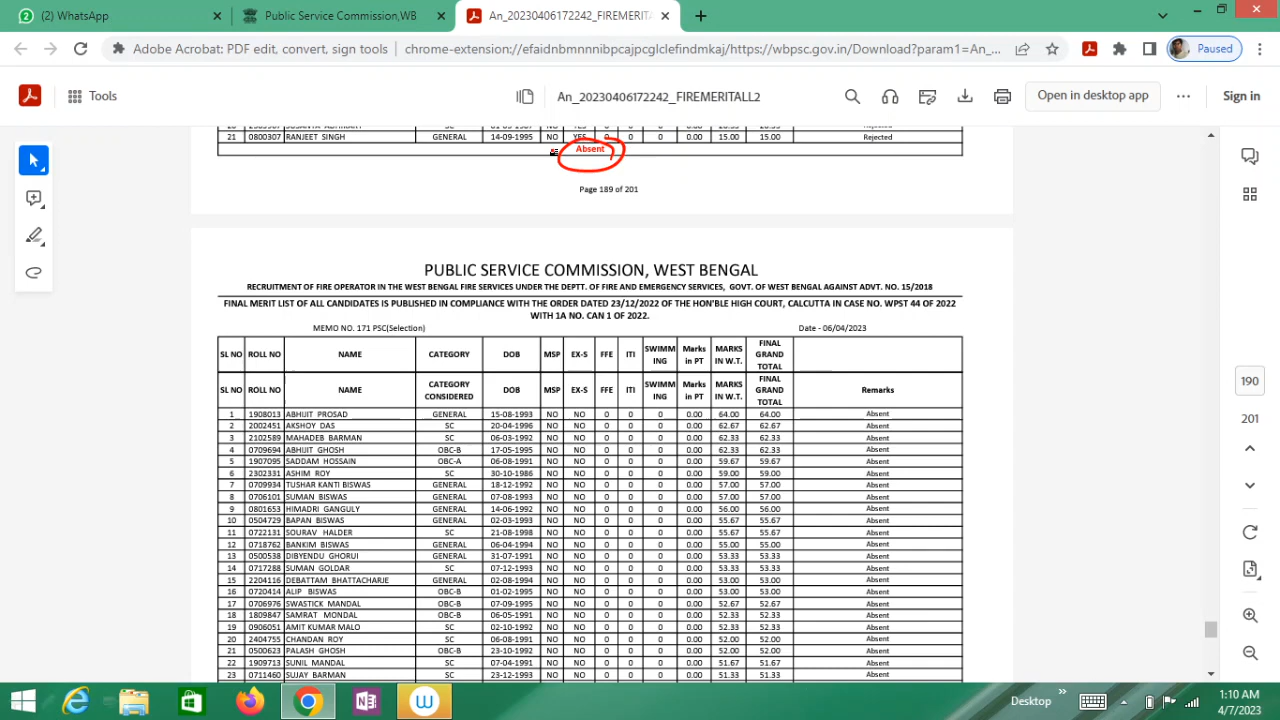 (2) WhatsApp
Public Service Commission,WB
An_20230406172242_FIREMERITAL
Adobe Acrobat: PDF edit, convert, sign tools | chrome-extension://efaidnbmnnnibpcajpcglclefindmkaj/https://wbpsc.gov.in/Download?param1=An_...
Paused
Tools
An_20230406172242_FIREMERITALL2
Open in desktop app
Sign in
21 0800307 RANJEET SINGH GENERAL 14-09-1995 NO YES 0 0 0 0.00 15.00 15.00 Rejected
Absent
Page 189 of 201
PUBLIC SERVICE COMMISSION, WEST BENGAL
RECRUITMENT OF FIRE OPERATOR IN THE WEST BENGAL FIRE SERVICES UNDER THE DEPTT. OF FIRE AND EMERGENCY SERVICES, GOVT. OF WEST BENGAL AGAINST ADVT. NO. 15/2018
FINAL MERIT LIST OF ALL CANDIDATES IS PUBLISHED IN COMPLIANCE WITH THE ORDER DATED 23/12/2022 OF THE HON'BLE HIGH COURT, CALCUTTA IN CASE NO. WPST 44 OF 2022
WITH 1A NO. CAN 1 OF 2022.
MEMO NO. 171 PSC(Selection) Date - 06/04/2023
SL NO ROLL NO NAME CATEGORY DOB MSP EX-S FFE ITI SWIMMING Marks in PT MARKS IN W.T. FINAL GRAND TOTAL
SL NO ROLL NO NAME CATEGORY CONSIDERED DOB MSP EX-S FFE ITI SWIMMING Marks in PT MARKS IN W.T. FINAL GRAND TOTAL Remarks
1 1908013 ABHIJIT PROSAD GENERAL 15-08-1993 NO NO 0 0 0 0.00 64.00 64.00 Absent
2 2002451 AKSHOY DAS SC 20-04-1996 NO NO 0 0 0 0.00 62.67 62.67 Absent
3 2102589 MAHADEB BARMAN SC 06-03-1992 NO NO 0 0 0 0.00 62.33 62.33 Absent
4 0709694 ABHIJIT GHOSH OBC-B 17-05-1995 NO NO 0 0 0 0.00 62.33 62.33 Absent
5 1907095 SADDAM HOSSAIN OBC-A 06-08-1991 NO NO 0 0 0 0.00 59.67 59.67 Absent
6 2302331 ASHIM ROY SC 30-10-1986 NO NO 0 0 0 0.00 59.00 59.00 Absent
7 0709934 TUSHAR KANTI BISWAS GENERAL 18-12-1992 NO NO 0 0 0 0.00 57.00 57.00 Absent
8 0706101 SUMAN BISWAS GENERAL 07-08-1993 NO NO 0 0 0 0.00 57.00 57.00 Absent
9 0801653 HIMADRI GANGULY GENERAL 14-06-1992 NO NO 0 0 0 0.00 56.00 56.00 Absent
10 0504729 BAPAN BISWAS GENERAL 02-03-1993 NO NO 0 0 0 0.00 55.67 55.67 Absent
11 0722131 SOURAV HALDER SC 21-08-1998 NO NO 0 0 0 0.00 55.67 55.67 Absent
12 0718762 BANKIM BISWAS GENERAL 06-04-1994 NO NO 0 0 0 0.00 55.00 55.00 Absent
13 0500538 DIBYENDU GHORUI GENERAL 31-07-1991 NO NO 0 0 0 0.00 53.33 53.33 Absent
14 0717288 SUMAN GOLDAR SC 07-12-1993 NO NO 0 0 0 0.00 53.33 53.33 Absent
15 2204116 DEBATTAM BHATTACHARJE GENERAL 02-08-1994 NO NO 0 0 0 0.00 53.00 53.00 Absent
16 0720414 ALIP BISWAS OBC-B 01-02-1995 NO NO 0 0 0 0.00 53.00 53.00 Absent
17 0706976 SWASTICK MANDAL OBC-B 07-09-1995 NO NO 0 0 0 0.00 52.67 52.67 Absent
18 1809847 SAMRAT MONDAL OBC-B 06-05-1991 NO NO 0 0 0 0.00 52.33 52.33 Absent
19 0906051 AMIT KUMAR MALO SC 02-10-1992 NO NO 0 0 0 0.00 52.33 52.33 Absent
20 2404755 CHANDAN ROY SC 06-08-1991 NO NO 0 0 0 0.00 52.00 52.00 Absent
21 0500623 PALASH GHOSH OBC-B 23-10-1992 NO NO 0 0 0 0.00 52.00 52.00 Absent
22 1909713 SUNIL MANDAL SC 07-04-1991 NO NO 0 0 0 0.00 51.67 51.67 Absent
23 0711460 SUJAY BARMAN SC 23-12-1993 NO NO 0 0 0 0.00 51.33 51.33 Absent
190
201
Desktop
1:10 AM
4/7/2023